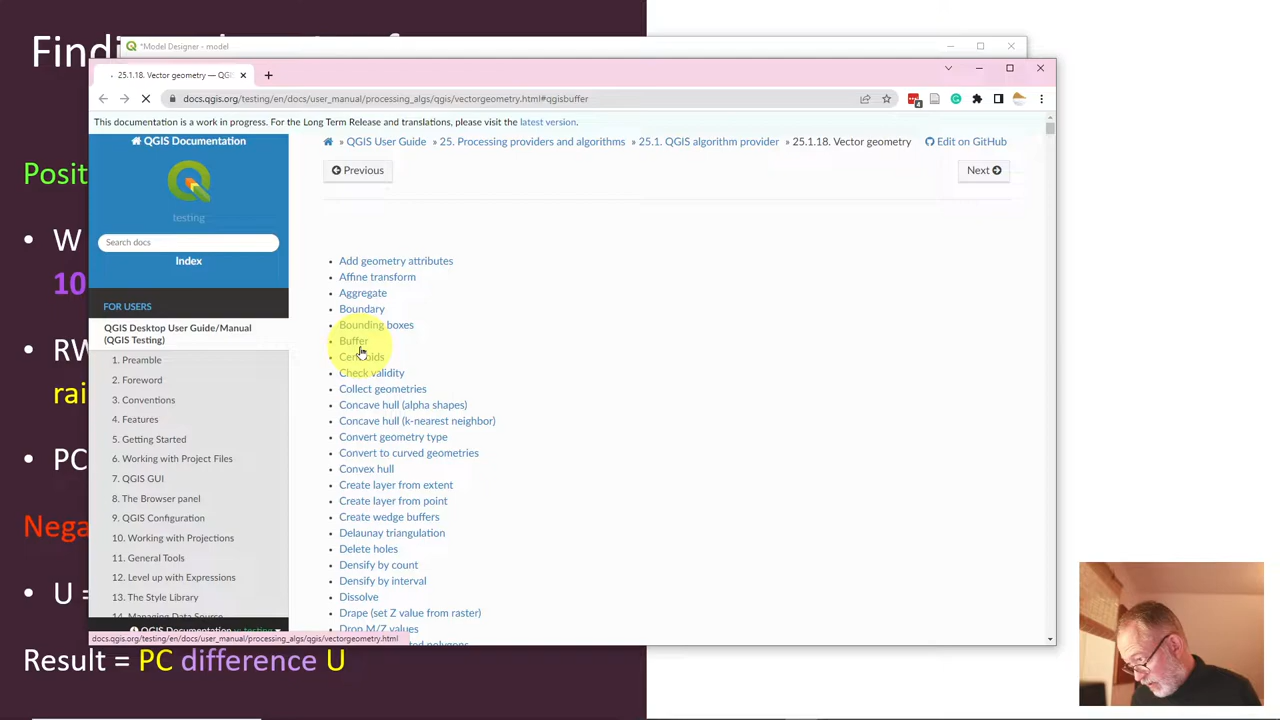 *Model Designer - model
25.1.18. Vector geometry — QG
docs.qgis.org/testing/en/docs/user_manual/processing_algs/qgis/vectorgeometry.html#qgisbuffer
This documentation is a work in progress. For the Long Term Release and translations, please visit the latest version.
QGIS Documentation
testing
Search docs
Index
FOR USERS
QGIS Desktop User Guide/Manual
(QGIS Testing)
1. Preamble
2. Foreword
3. Conventions
4. Features
5. Getting Started
6. Working with Project Files
7. QGIS GUI
8. The Browser panel
9. QGIS Configuration
10. Working with Projections
11. General Tools
12. Level up with Expressions
13. The Style Library
14. Managing Data Source
QGIS Documentation
docs.qgis.org/testing/en/docs/user_manual/processing_algs/qgis/vectorgeometry.html
» QGIS User Guide » 25. Processing providers and algorithms » 25.1. QGIS algorithm provider » 25.1.18. Vector geometry
Edit on GitHub
Previous
Next
Add geometry attributes
Affine transform
Aggregate
Boundary
Bounding boxes
Buffer
Centroids
Check validity
Collect geometries
Concave hull (alpha shapes)
Concave hull (k-nearest neighbor)
Convert geometry type
Convert to curved geometries
Convex hull
Create layer from extent
Create layer from point
Create wedge buffers
Delaunay triangulation
Delete holes
Densify by count
Densify by interval
Dissolve
Drape (set Z value from raster)
Drop M/Z values
Posit
• W
10
• RW
rai
• PC
Nega
• U =
Result = PC difference U